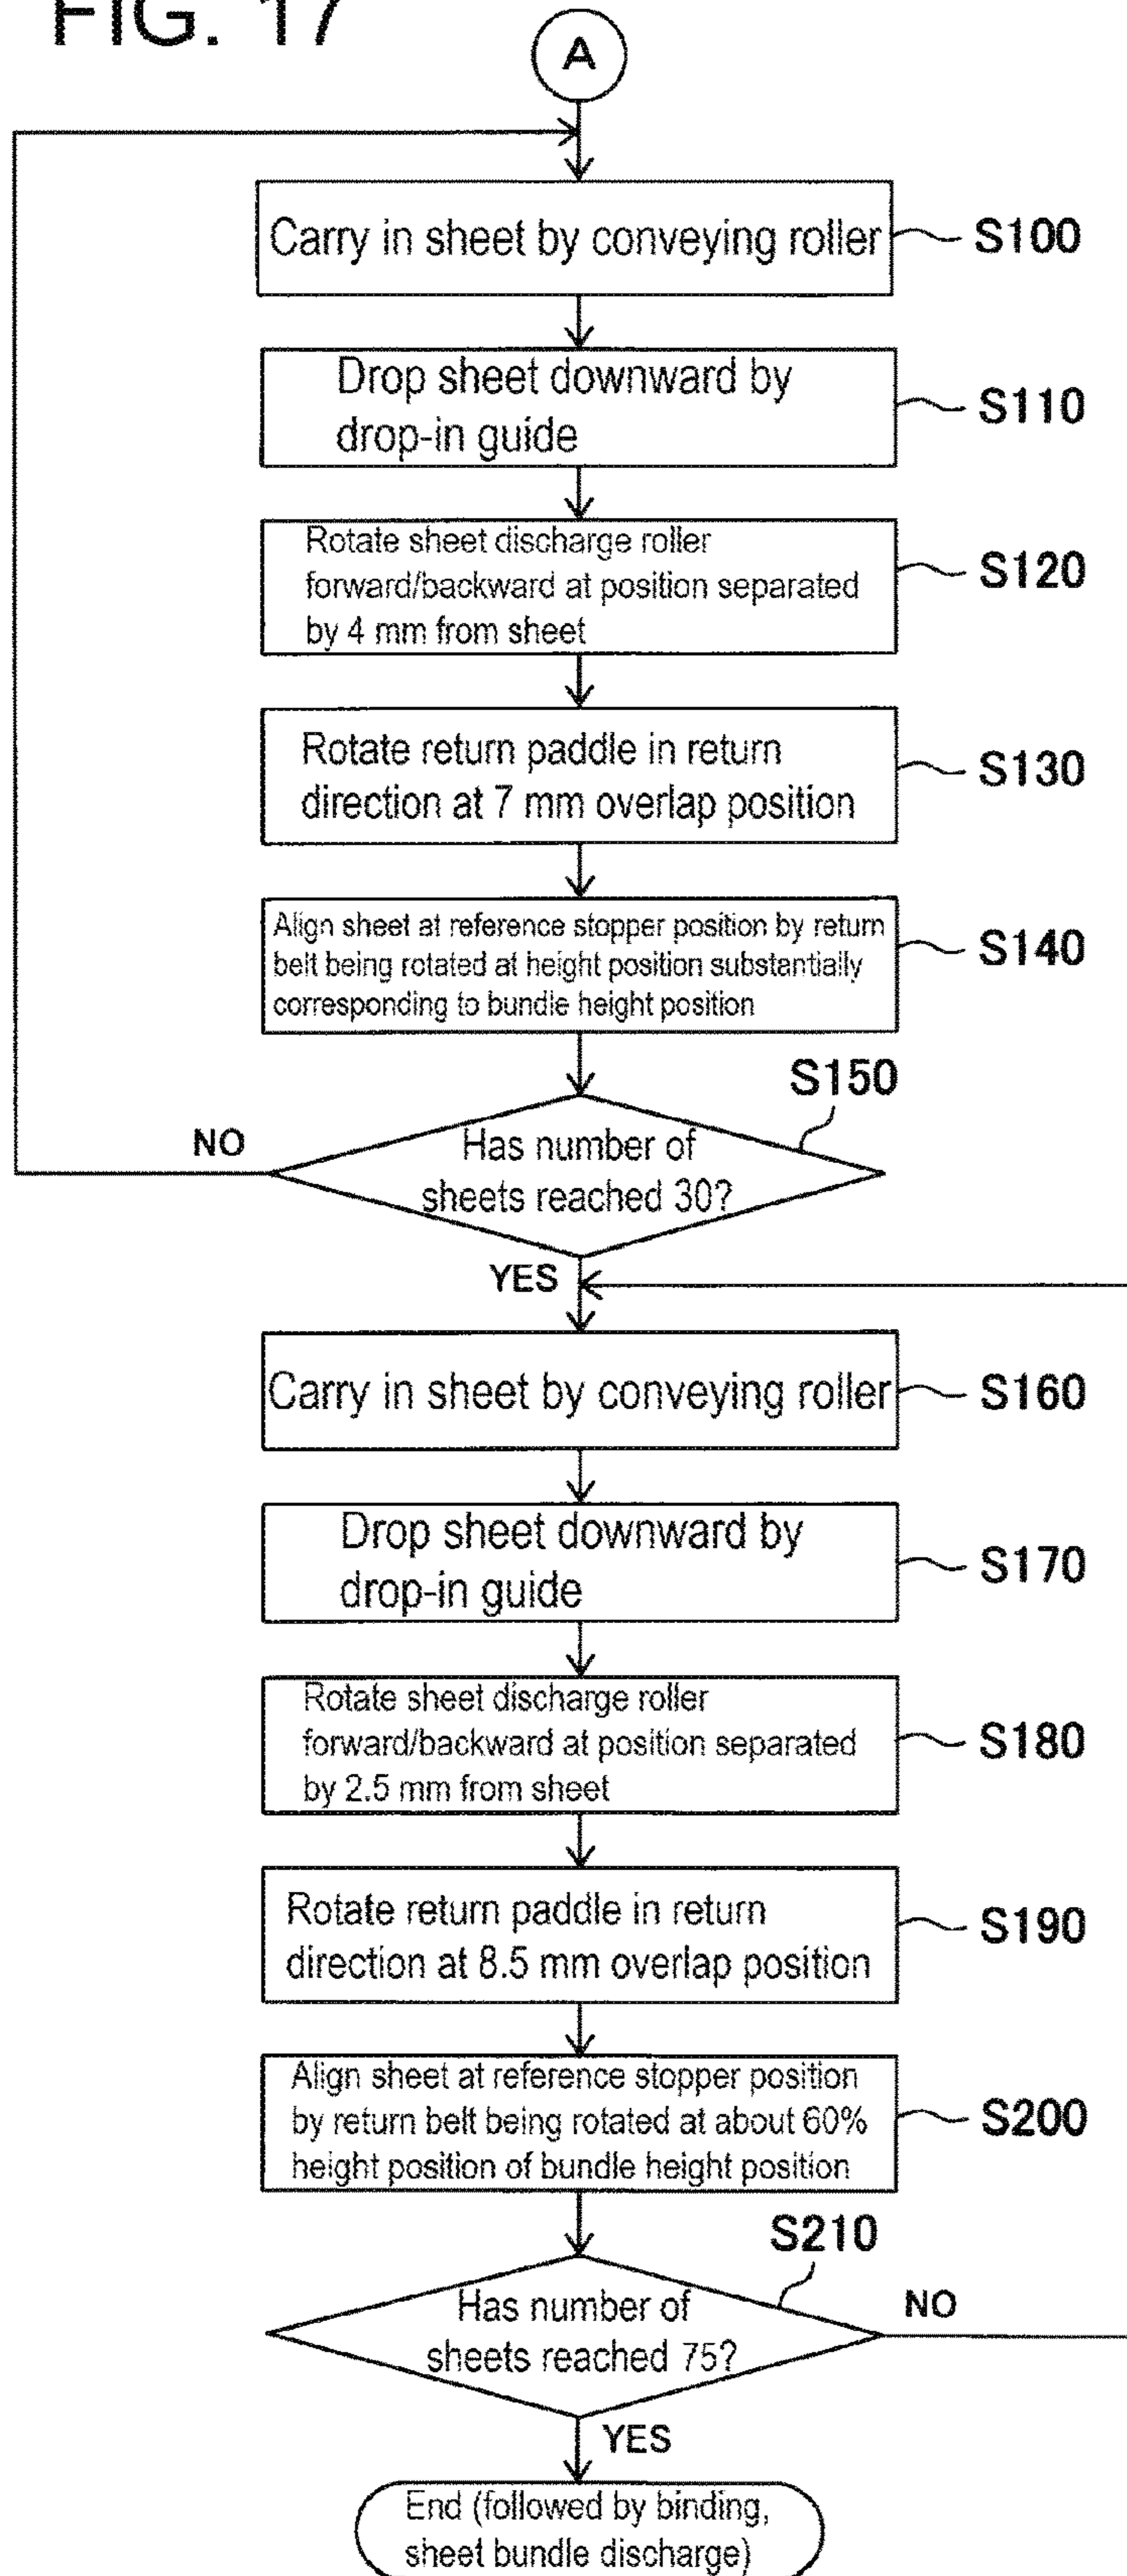 FIG. 17
A
Carry in sheet by conveying roller
S100
Drop sheet downward by
drop-in guide
S110
Rotate sheet discharge roller
forward/backward at position separated
by 4 mm from sheet
S120
Rotate return paddle in return
direction at 7 mm overlap position
S130
Align sheet at reference stopper position by return
belt being rotated at height position substantially
corresponding to bundle height position
S140
S150
Has number of
sheets reached 30?
NO
YES
Carry in sheet by conveying roller
S160
Drop sheet downward by
drop-in guide
S170
Rotate sheet discharge roller
forward/backward at position separated
by 2.5 mm from sheet
S180
Rotate return paddle in return
direction at 8.5 mm overlap position
S190
Align sheet at reference stopper position
by return belt being rotated at about 60%
height position of bundle height position
S200
S210
Has number of
sheets reached 75?
NO
YES
End (followed by binding,
sheet bundle discharge)